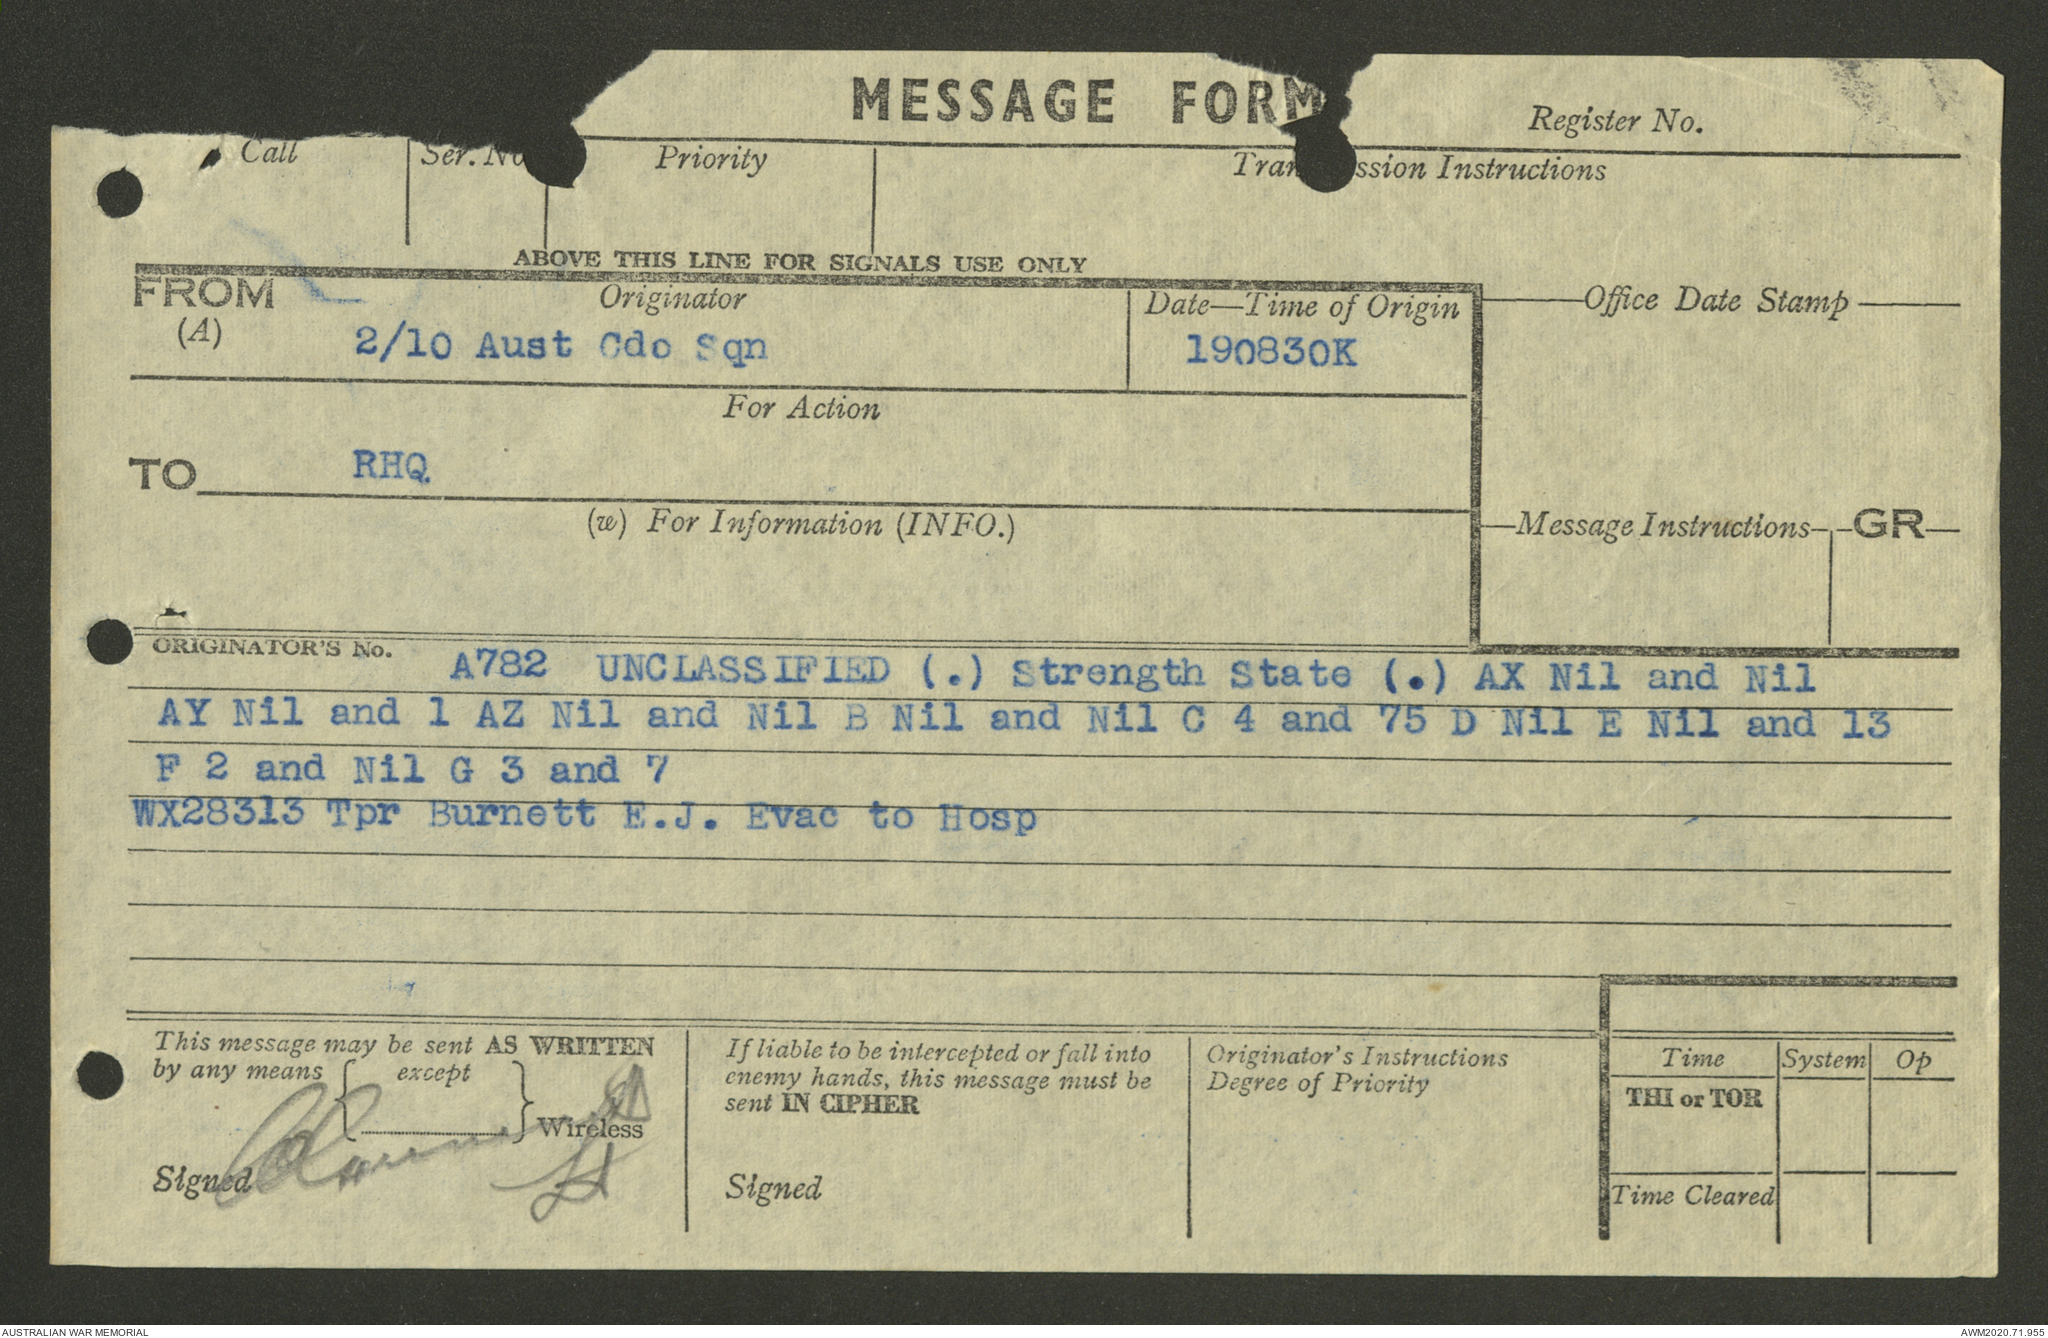 MESSAGE FORM
Register No.
Call Ser. No Priority Transmission Instructions
ABOVE THIS LINE FOR SIGNALS USE ONLY
FROM (A) Originator Date—Time of Origin Office Date Stamp
2/10 Aust Cdo Sqn 190830K
For Action
TO RHQ
(w) For Information (INFO.) Message Instructions GR
ORIGINATOR'S No. A782 UNCLASSIFIED (.) Strength State (.) AX Nil and Nil
AY Nil and 1 AZ Nil and Nil B Nil and Nil C 4 and 75 D Nil E Nil and 13
F 2 and Nil G 3 and 7
WX28313 Tpr Burnett E.J. Evac to Hosp
This message may be sent AS WRITTEN
by any means { except } Wireless
Signed
If liable to be intercepted or fall into
enemy hands, this message must be
sent IN CIPHER
Signed
Originator's Instructions
Degree of Priority
Time System Op
THI or TOR
Time Cleared
AUSTRALIAN WAR MEMORIAL
AWM2020.71.955